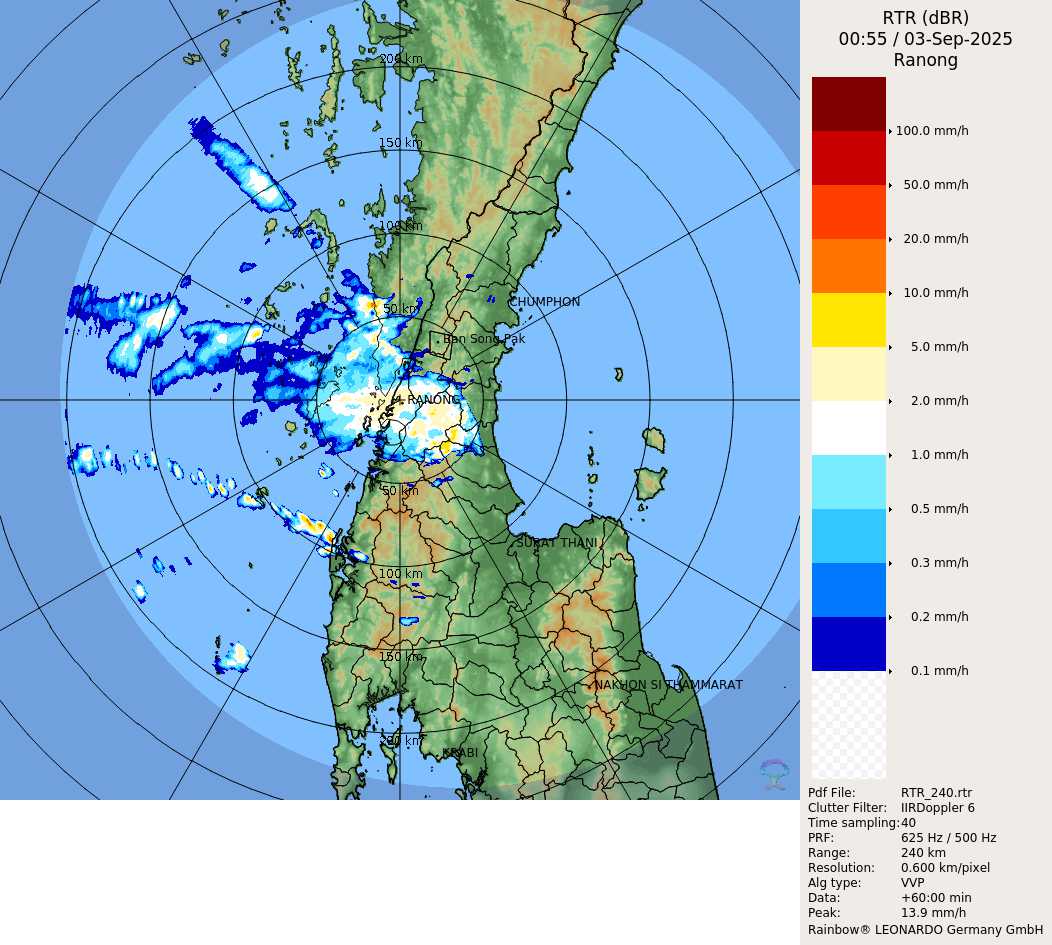 RTR (dBR)
00:55 / 03-Sep-2025
Ranong
100.0 mm/h
50.0 mm/h
20.0 mm/h
10.0 mm/h
5.0 mm/h
2.0 mm/h
1.0 mm/h
0.5 mm/h
0.3 mm/h
0.2 mm/h
0.1 mm/h
200 km
150 km
100 km
50 km
CHUMPHON
Ban Song Pak
RANONG
50 km
SURAT THANI
100 km
150 km
NAKHON SI THAMMARAT
200 km
KRABI
Pdf File: RTR_240.rtr
Clutter Filter: IIRDoppler 6
Time sampling:40
PRF: 625 Hz / 500 Hz
Range: 240 km
Resolution: 0.600 km/pixel
Alg type: VVP
Data: +60:00 min
Peak: 13.9 mm/h
Rainbow® LEONARDO Germany GmbH